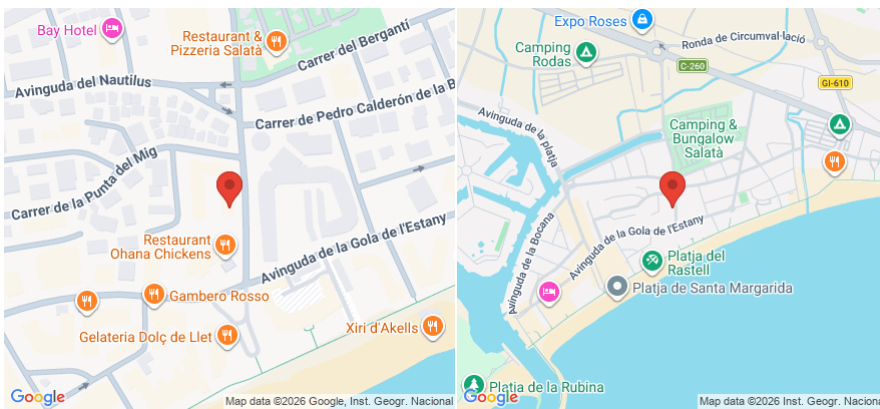 Bay Hotel
Restaurant &
Pizzeria Salatà
Carrer del Bergantí
Avinguda del Nautilus
Carrer de Pedro Calderón de la B
Carrer de la Punta del Mig
Restaurant
Ohana Chickens
Avinguda de la Gola de l'Estany
Gambero Rosso
Gelateria Dolç de Llet
Xiri d'Akells
Google
Map data ©2026 Google, Inst. Geogr. Nacional
Expo Roses
Ronda de Circumval·lació
Camping
Rodas
C-260
GI-610
Avinguda de la platja
Camping &
Bungalow
Salatà
Avinguda de la Bocana
Avinguda de la Gola de l'Estany
Platja del
Rastell
Platja de Santa Margarida
Platja de la Rubina
Google
Map data ©2026 Google, Inst. Geogr. Naciona